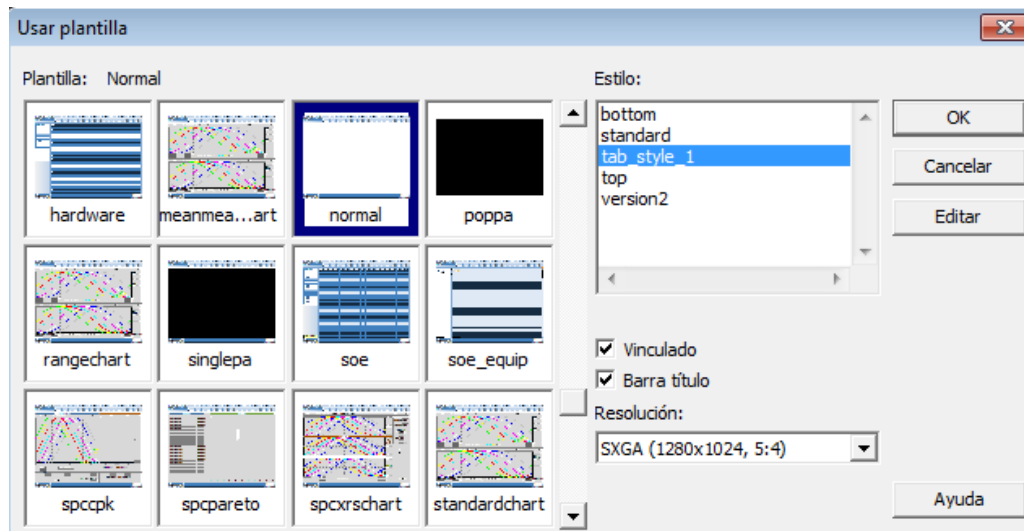 Usar plantilla
Plantilla: Normal
hardware
meanmea...art
normal
poppa
rangechart
singlepa
soe
soe_equip
spccpk
spcpareto
spcxrschart
standardchart
Estilo:
bottom
standard
tab_style_1
top
version2
Vinculado
Barra título
Resolución:
SXGA (1280x1024, 5:4)
OK
Cancelar
Editar
Ayuda